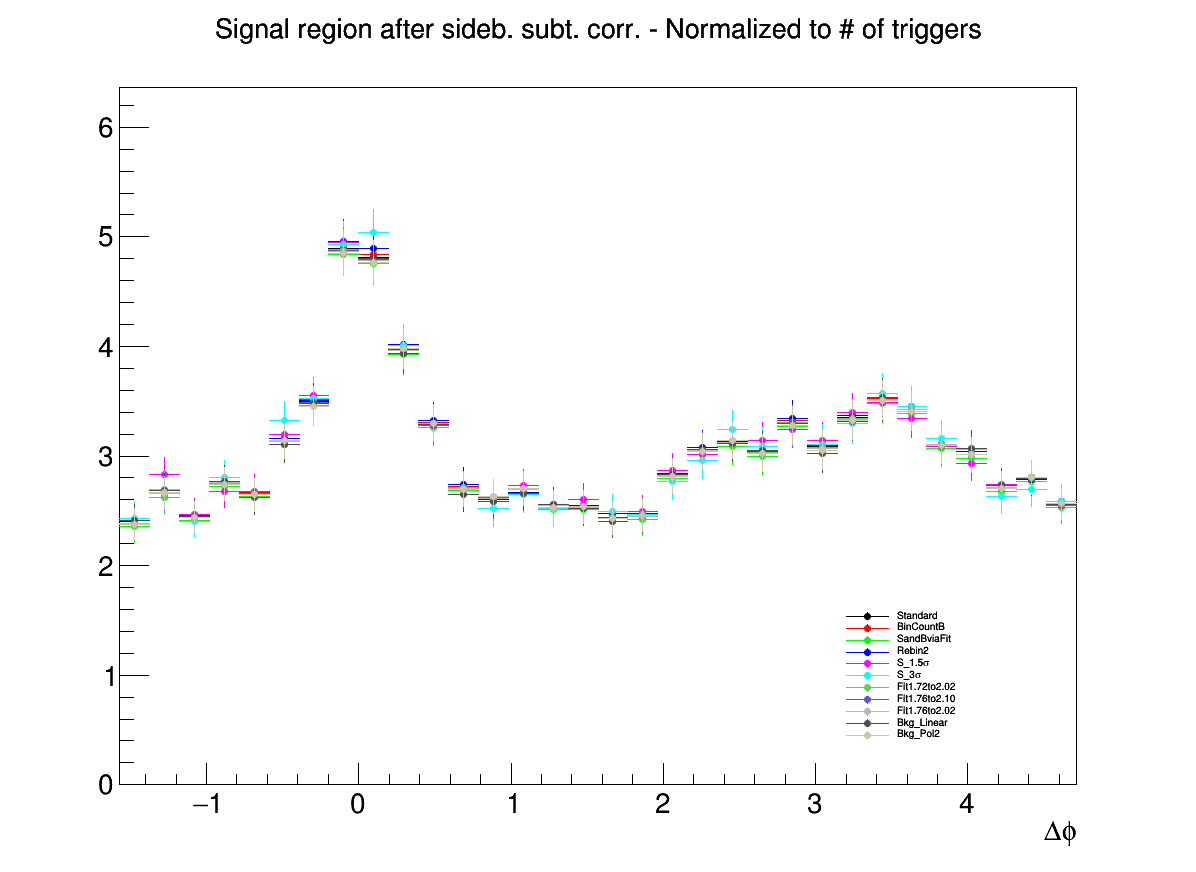 Signal region after sideb. subt. corr. - Normalized to # of triggers
6
5
4
3
2
1
0
Standard
BinCountB
SandBviaFit
Rebin2
S_1.5σ
S_3σ
Fit1.72to2.02
Fit1.76to2.10
Fit1.76to2.02
Bkg_Linear
Bkg_Pol2
−1 0 1 2 3 4
Δϕ